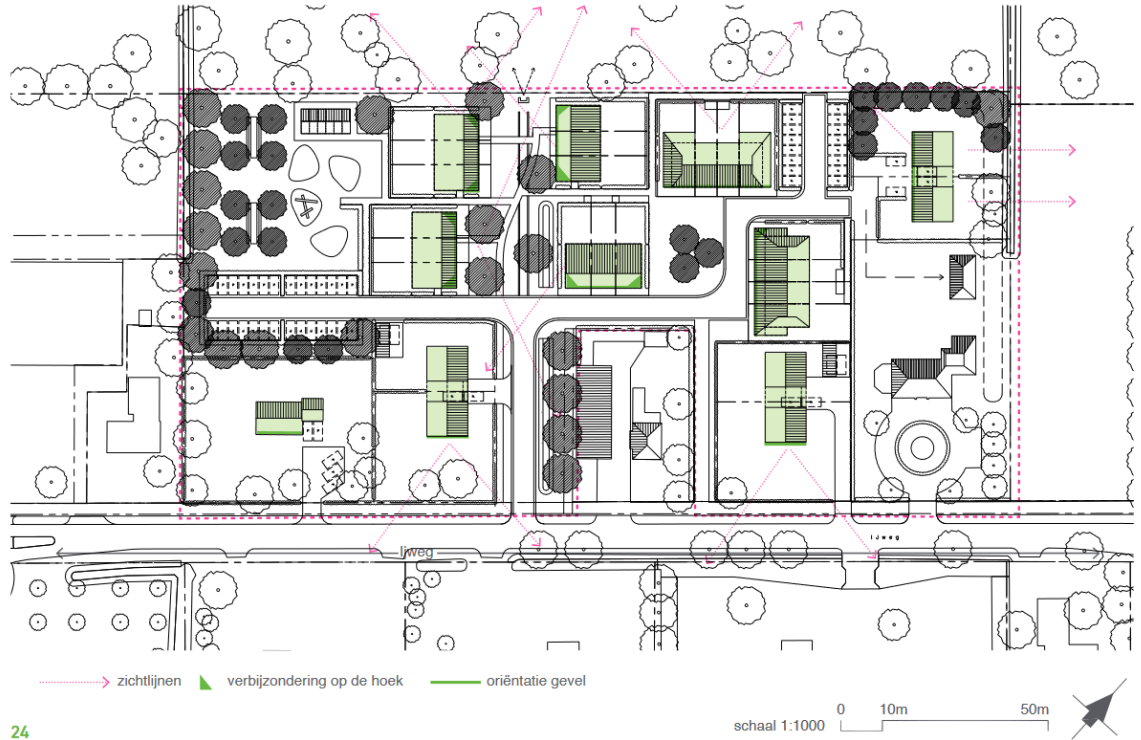 Ijweg
Ijweg
zichtlijnen verbijzondering op de hoek oriëntatie gevel
24
schaal 1:1000 0 10m 50m